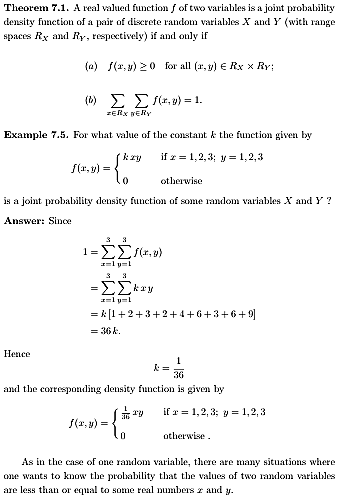 Theorem 7.1. A real valued function f of two variables is a joint probability
density function of a pair of discrete random variables X and Y (with range
spaces R_X and R_Y, respectively) if and only if
(a) f(x, y) ≥ 0 for all (x, y) ∈ R_X × R_Y;
(b) ∑_{x∈R_X} ∑_{y∈R_Y} f(x, y) = 1.
Example 7.5. For what value of the constant k the function given by
f(x, y) = { k x y if x = 1, 2, 3; y = 1, 2, 3
0 otherwise
is a joint probability density function of some random variables X and Y ?
Answer: Since
1 = ∑_{x=1}^{3} ∑_{y=1}^{3} f(x, y)
= ∑_{x=1}^{3} ∑_{y=1}^{3} k x y
= k [1 + 2 + 3 + 2 + 4 + 6 + 3 + 6 + 9]
= 36 k.
Hence
k = 1/36
and the corresponding density function is given by
f(x, y) = { 1/36 xy if x = 1, 2, 3; y = 1, 2, 3
0 otherwise .
As in the case of one random variable, there are many situations where
one wants to know the probability that the values of two random variables
are less than or equal to some real numbers x and y.